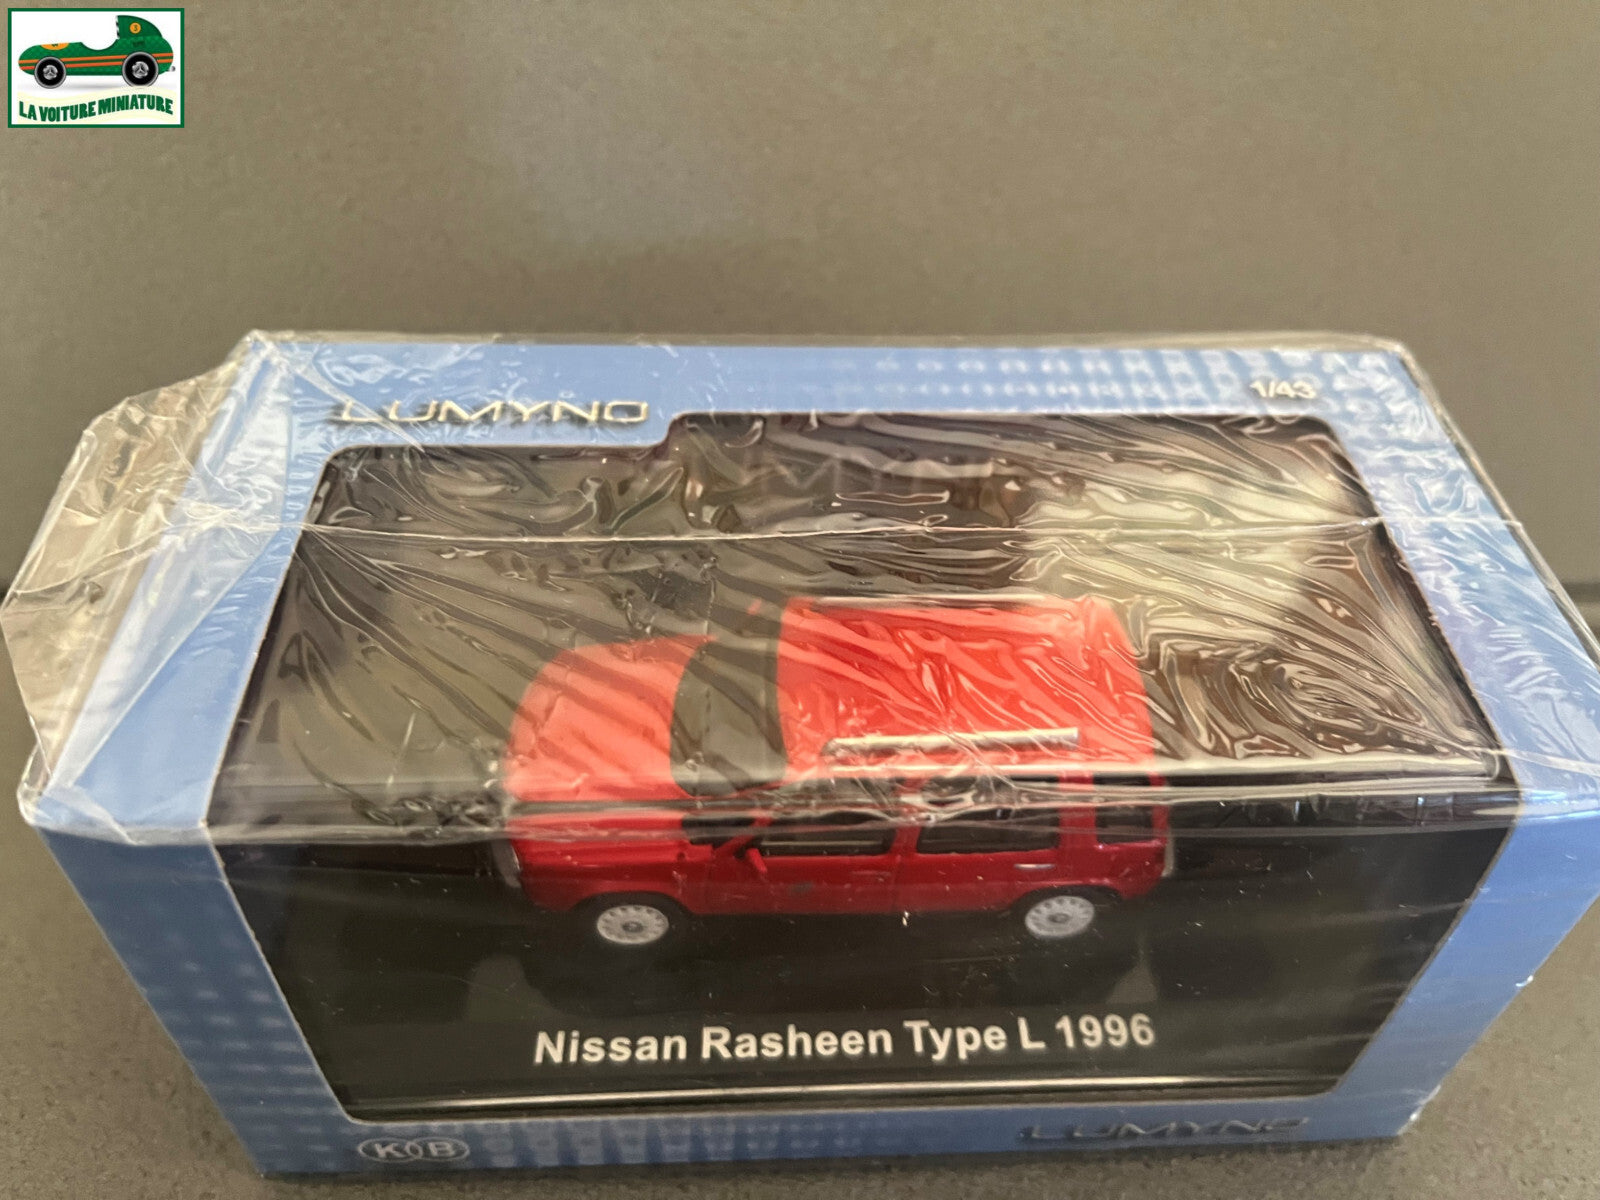 LA VOITURE MINIATURE
LUMYNO
1/43
Nissan Rasheen Type L 1996
KB
LUMYNO